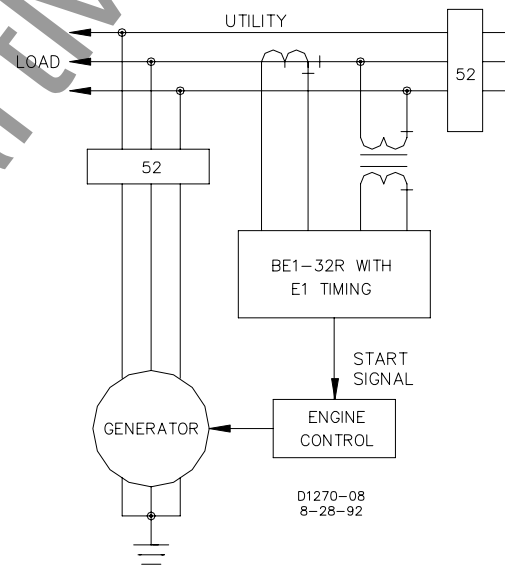 UTILITY
LOAD
52
52
BE1-32R WITH
E1 TIMING
START
SIGNAL
GENERATOR
ENGINE
CONTROL
D1270-08
8-28-92